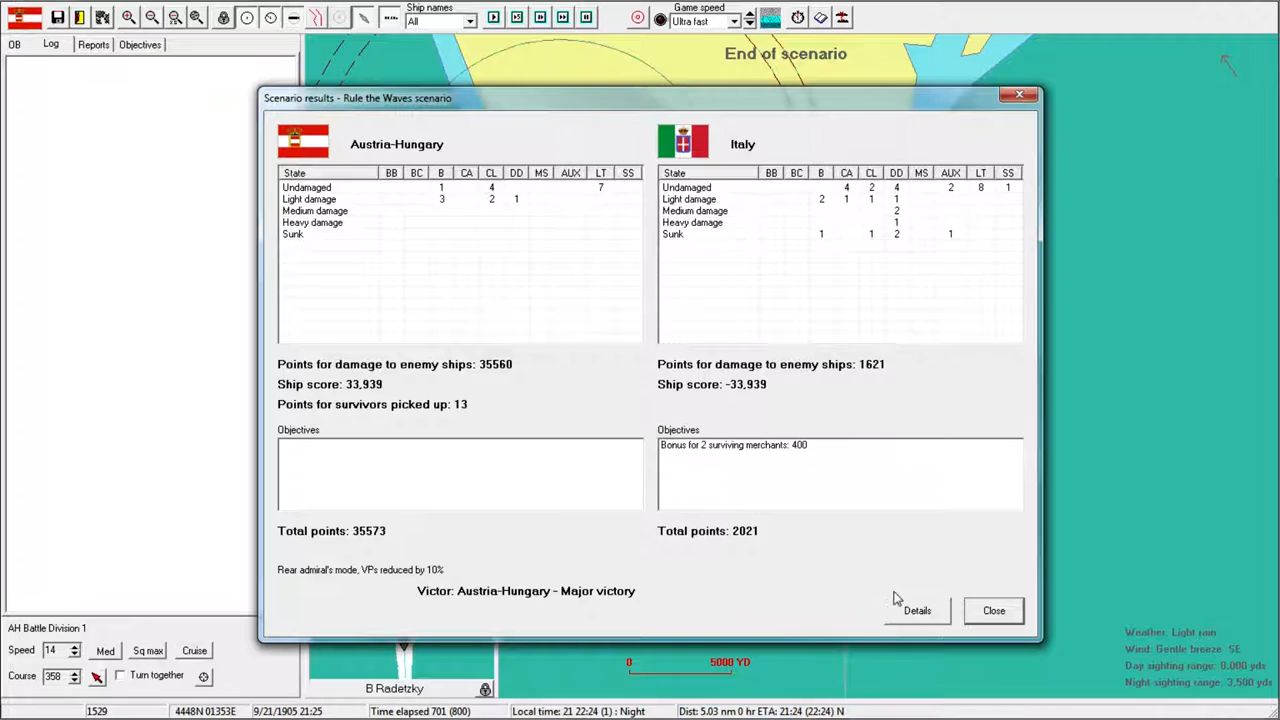 Ship names
All
Game speed
Ultra fast
OB Log Reports Objectives
End of scenario
Scenario results - Rule the Waves scenario
Austria-Hungary
State BB BC B CA CL DD MS AUX LT SS
Undamaged 1 4 7
Light damage 3 2 1
Medium damage
Heavy damage
Sunk
Points for damage to enemy ships: 35560
Ship score: 33,939
Points for survivors picked up: 13
Objectives
Total points: 35573
Italy
State BB BC B CA CL DD MS AUX LT SS
Undamaged 4 2 4 2 8 1
Light damage 2 1 1 1
Medium damage 2
Heavy damage 1
Sunk 1 1 2 1
Points for damage to enemy ships: 1621
Ship score: -33,939
Objectives
Bonus for 2 surviving merchants: 400
Total points: 2021
Rear admiral's mode, VPs reduced by 10%
Victor: Austria-Hungary - Major victory
Details Close
AH Battle Division 1
Speed 14 Med Sq max Cruise
Course 358 Turn together
B Radetzky
0 5000 YD
Weather: Light rain
Wind: Gentle breeze SE
Day sighting range: 8,000 yds
Night-sighting range: 3,500 yds
1529 4448N 01353E 9/21/1905 21:25 Time elapsed 701 (800) Local time: 21 22:24 (1) : Night Dist: 5.03 nm 0 hr ETA: 21:24 (22:24) N